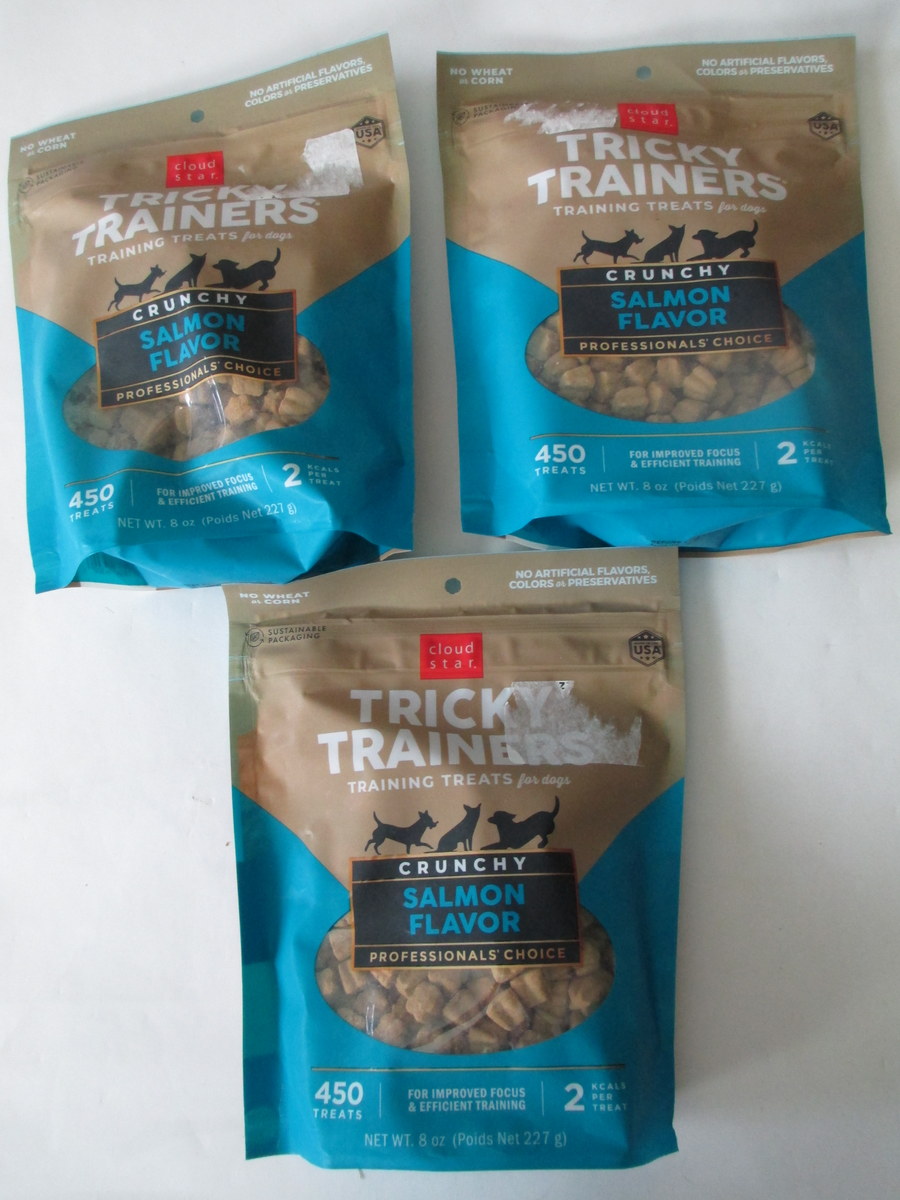 NO WHEAT
or CORN
NO ARTIFICIAL FLAVORS,
COLORS or PRESERVATIVES
SUSTAINABLE
PACKAGING
USA
cloud
star.
TRICKY
TRAINERS
TRAINING TREATS for dogs
CRUNCHY
SALMON
FLAVOR
PROFESSIONALS' CHOICE
450
TREATS
FOR IMPROVED FOCUS
& EFFICIENT TRAINING
2
KCALS
PER
TREAT
NET WT. 8 oz (Poids Net 227 g)
NO WHEAT
or CORN
NO ARTIFICIAL FLAVORS,
COLORS or PRESERVATIVES
USA
cloud
star.
TRICKY
TRAINERS
TRAINING TREATS for dogs
CRUNCHY
SALMON
FLAVOR
PROFESSIONALS' CHOICE
450
TREATS
FOR IMPROVED FOCUS
& EFFICIENT TRAINING
2
KCALS
PER
TREAT
NET WT. 8 oz (Poids Net 227 g)
NO WHEAT
or CORN
NO ARTIFICIAL FLAVORS,
COLORS or PRESERVATIVES
SUSTAINABLE
PACKAGING
USA
cloud
star.
TRICKY
TRAINERS
TRAINING TREATS for dogs
CRUNCHY
SALMON
FLAVOR
PROFESSIONALS' CHOICE
450
TREATS
FOR IMPROVED FOCUS
& EFFICIENT TRAINING
2
KCALS
PER
TREAT
NET WT. 8 oz (Poids Net 227 g)